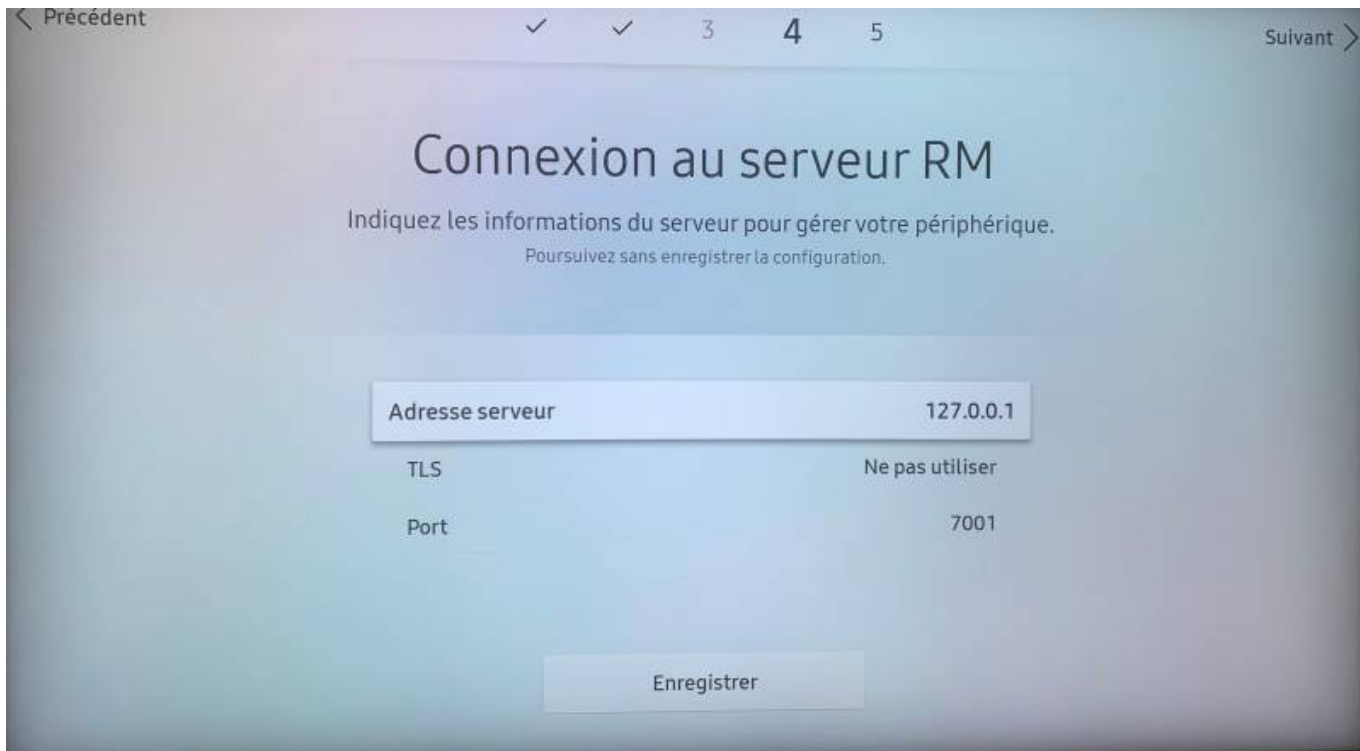 Précédent
3 4 5
Suivant
Connexion au serveur RM
Indiquez les informations du serveur pour gérer votre périphérique.
Poursuivez sans enregistrer la configuration.
Adresse serveur 127.0.0.1
TLS Ne pas utiliser
Port 7001
Enregistrer